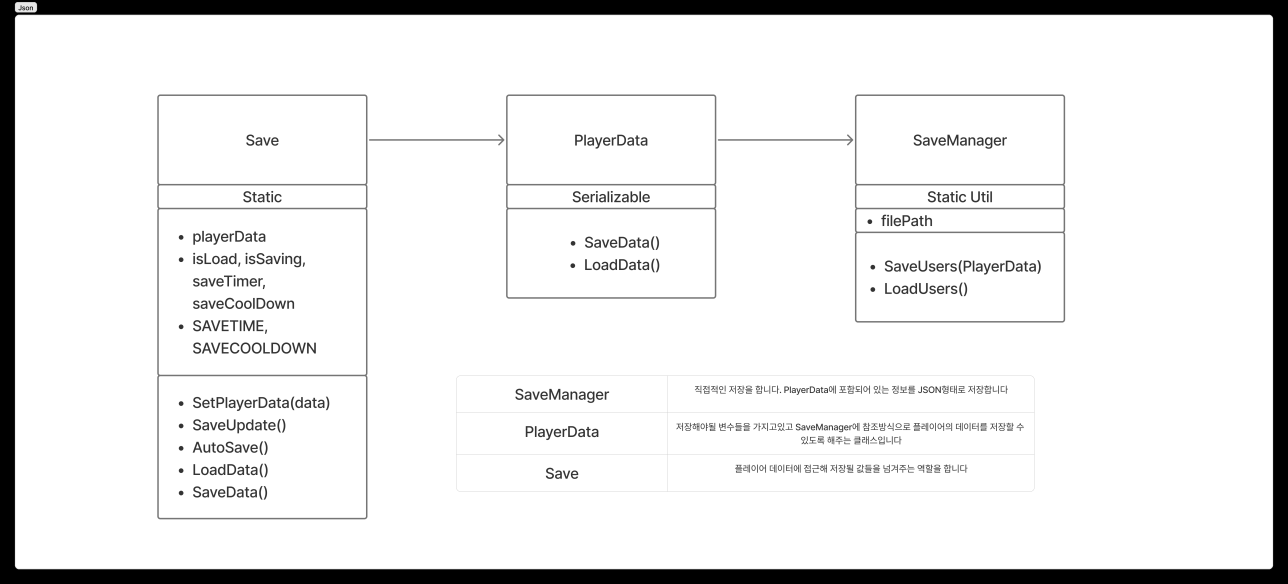 Json
Save
Static
• playerData
• isLoad, isSaving,
saveTimer,
saveCoolDown
• SAVETIME,
SAVECOOLDOWN
• SetPlayerData(data)
• SaveUpdate()
• AutoSave()
• LoadData()
• SaveData()
PlayerData
Serializable
• SaveData()
• LoadData()
SaveManager
Static Util
• filePath
• SaveUsers(PlayerData)
• LoadUsers()
SaveManager
직접적인 저장을 합니다. PlayerData에 포함되어 있는 정보를 JSON형태로 저장합니다
PlayerData
저장해야될 변수들을 가지고있고 SaveManager에 참조방식으로 플레이어의 데이터를 저장할 수
있도록 해주는 클래스입니다
Save
플레이어 데이터에 접근해 저장될 값들을 넘겨주는 역할을 합니다